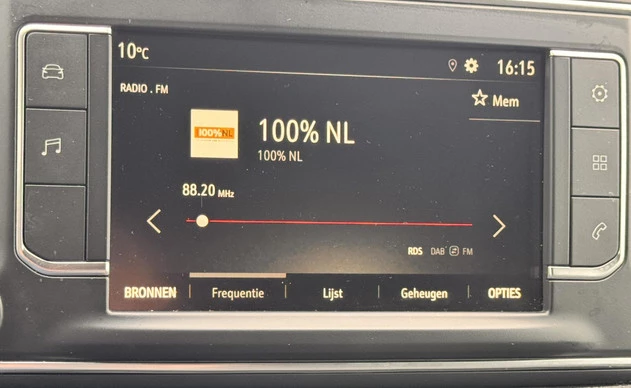 10°C
16:15
RADIO . FM
Mem
100% NL
100% NL
100% NL
88.20 MHz
RDS DAB FM
BRONNEN Frequentie Lijst Geheugen OPTIES